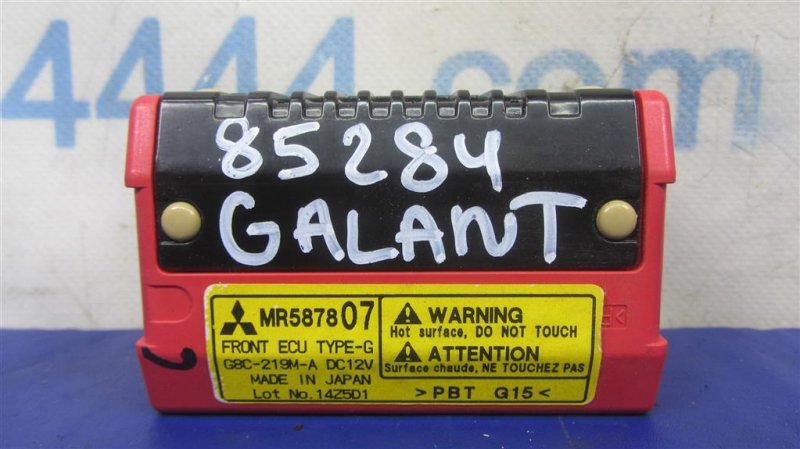 4444.com
85284
GALANT
MR587807
FRONT ECU TYPE-G
G8C-219M-A DC12V
MADE IN JAPAN
Lot No.14Z5D1
WARNING
Hot surface, DO NOT TOUCH
ATTENTION
Surface chaude, NE TOUCHEZ PAS
>PBT G15<